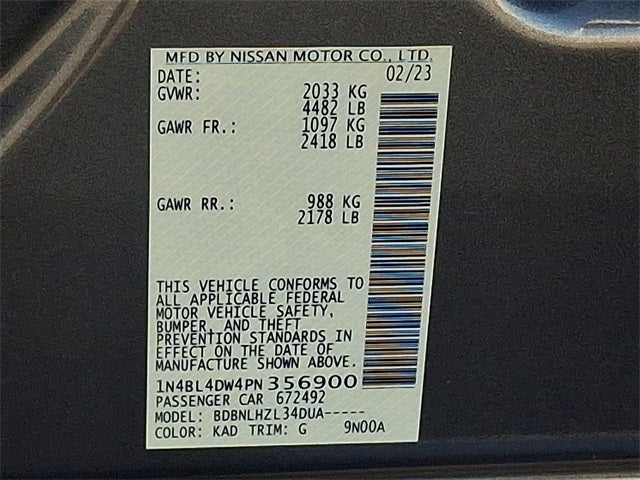 MFD BY NISSAN MOTOR CO., LTD.
DATE: 02/23
GVWR: 2033 KG
4482 LB
GAWR FR.: 1097 KG
2418 LB
GAWR RR.: 988 KG
2178 LB
THIS VEHICLE CONFORMS TO
ALL APPLICABLE FEDERAL
MOTOR VEHICLE SAFETY,
BUMPER, AND THEFT
PREVENTION STANDARDS IN
EFFECT ON THE DATE OF
MANUFACTURE SHOWN ABOVE.
1N4BL4DW4PN356900
PASSENGER CAR 672492
MODEL: BDBNLHZL34DUA-----
COLOR: KAD TRIM: G 9N00A